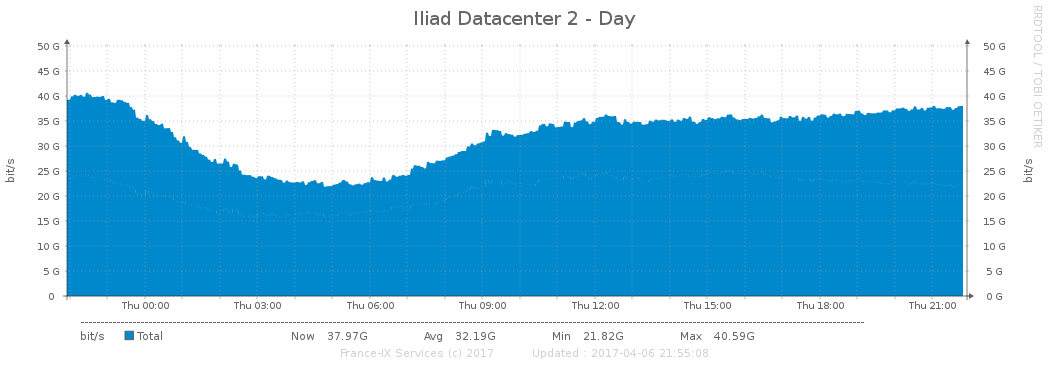 Iliad Datacenter 2 - Day
RRDTOOL / TOBI OETIKER
50 G 50 G
45 G 45 G
40 G 40 G
35 G 35 G
30 G 30 G
25 G 25 G
20 G 20 G
15 G 15 G
10 G 10 G
5 G 5 G
0 0 G
bit/s
bit/s
Thu 00:00 Thu 03:00 Thu 06:00 Thu 09:00 Thu 12:00 Thu 15:00 Thu 18:00 Thu 21:00
bit/s Total Now 37.97G Avg 32.19G Min 21.82G Max 40.59G
France-IX Services (c) 2017 Updated : 2017-04-06 21:55:08